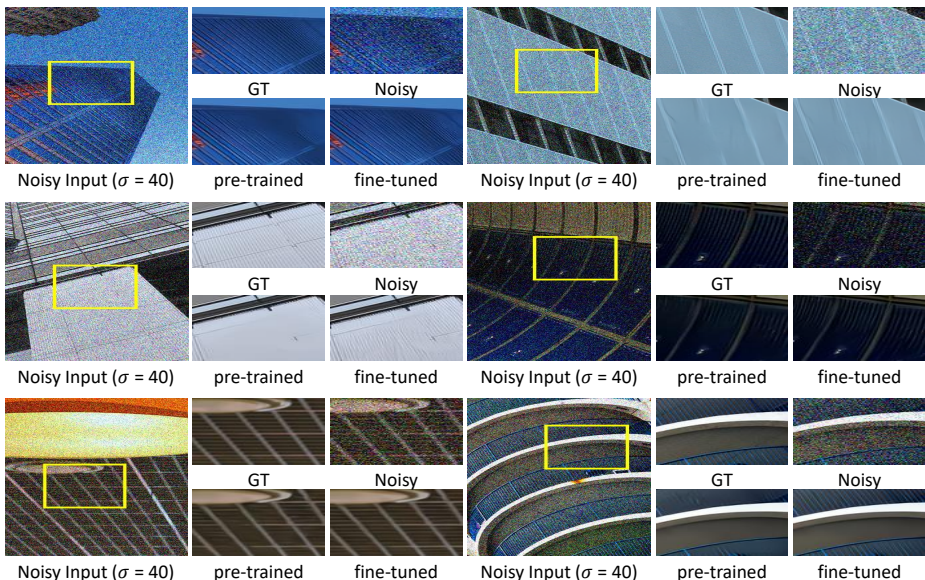 GT Noisy GT Noisy
Noisy Input (σ = 40) pre-trained fine-tuned Noisy Input (σ = 40) pre-trained fine-tuned
GT Noisy GT Noisy
Noisy Input (σ = 40) pre-trained fine-tuned Noisy Input (σ = 40) pre-trained fine-tuned
GT Noisy GT Noisy
Noisy Input (σ = 40) pre-trained fine-tuned Noisy Input (σ = 40) pre-trained fine-tuned